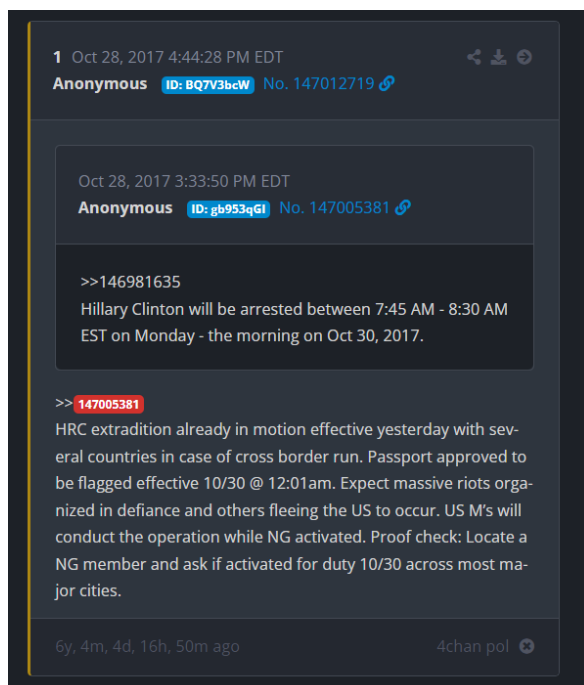 1 Oct 28, 2017 4:44:28 PM EDT
Anonymous ID: BQ7V3bcW No. 147012719
Oct 28, 2017 3:33:50 PM EDT
Anonymous ID: gb953qGI No. 147005381
>>146981635
Hillary Clinton will be arrested between 7:45 AM - 8:30 AM
EST on Monday - the morning on Oct 30, 2017.
>>147005381
HRC extradition already in motion effective yesterday with sev-
eral countries in case of cross border run. Passport approved to
be flagged effective 10/30 @ 12:01am. Expect massive riots orga-
nized in defiance and others fleeing the US to occur. US M's will
conduct the operation while NG activated. Proof check: Locate a
NG member and ask if activated for duty 10/30 across most ma-
jor cities.
6y, 4m, 4d, 16h, 50m ago 4chan pol